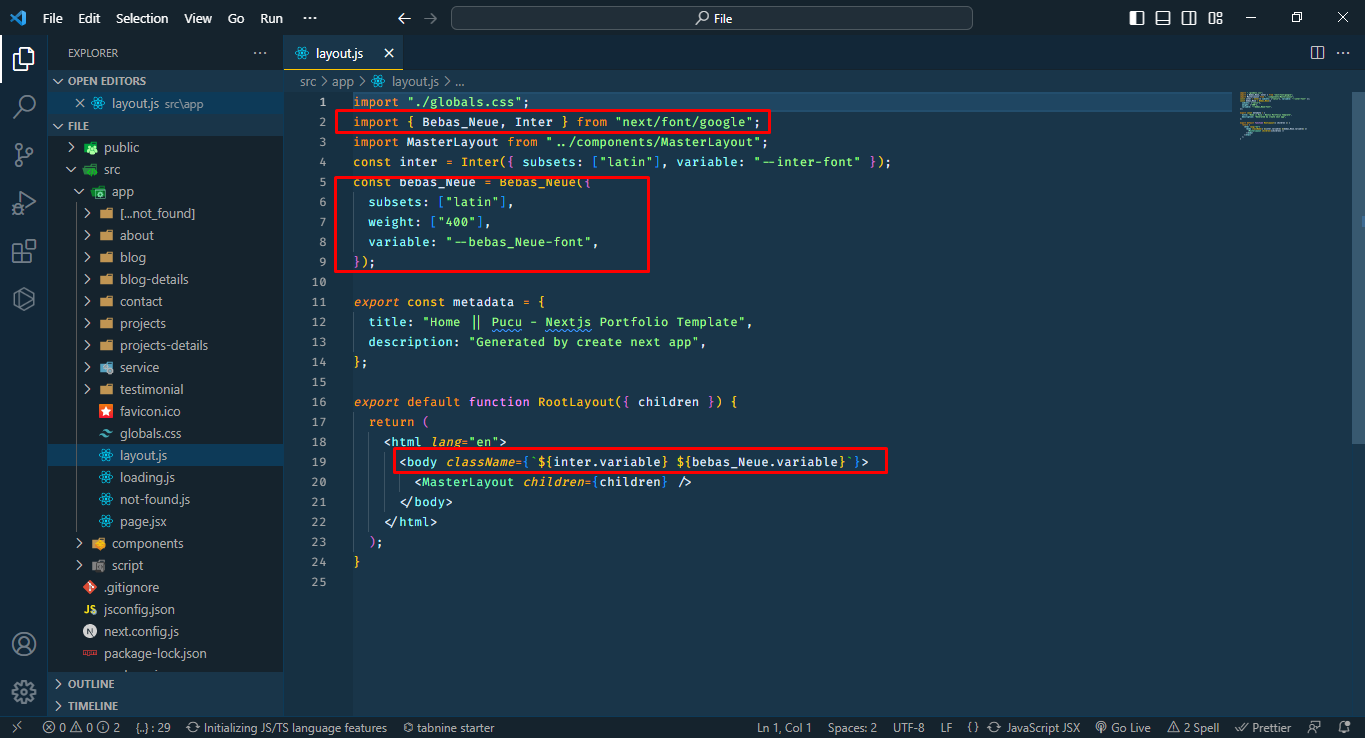 File Edit Selection View Go Run ··· ← → File
EXPLORER ···
OPEN EDITORS
layout.js src\app
FILE
public
src
app
[...not_found]
about
blog
blog-details
contact
projects
projects-details
service
testimonial
favicon.ico
globals.css
layout.js
loading.js
not-found.js
page.jsx
components
script
.gitignore
jsconfig.json
next.config.js
package-lock.json
OUTLINE
TIMELINE
layout.js
src > app > layout.js > ...
1 import "./globals.css";
2 import { Bebas_Neue, Inter } from "next/font/google";
3 import MasterLayout from "../components/MasterLayout";
4 const inter = Inter({ subsets: ["latin"], variable: "--inter-font" });
5 const bebas_Neue = Bebas_Neue({
6 subsets: ["latin"],
7 weight: ["400"],
8 variable: "--bebas_Neue-font",
9 });
10
11 export const metadata = {
12 title: "Home || Pucu - Nextjs Portfolio Template",
13 description: "Generated by create next app",
14 };
15
16 export default function RootLayout({ children }) {
17 return (
18 <html lang="en">
19 <body className={`${inter.variable} ${bebas_Neue.variable}`}>
20 <MasterLayout children={children} />
21 </body>
22 </html>
23 );
24 }
25
0 0 2 {..} : 29 Initializing JS/TS language features tabnine starter Ln 1, Col 1 Spaces: 2 UTF-8 LF {} JavaScript JSX Go Live 2 Spell Prettier